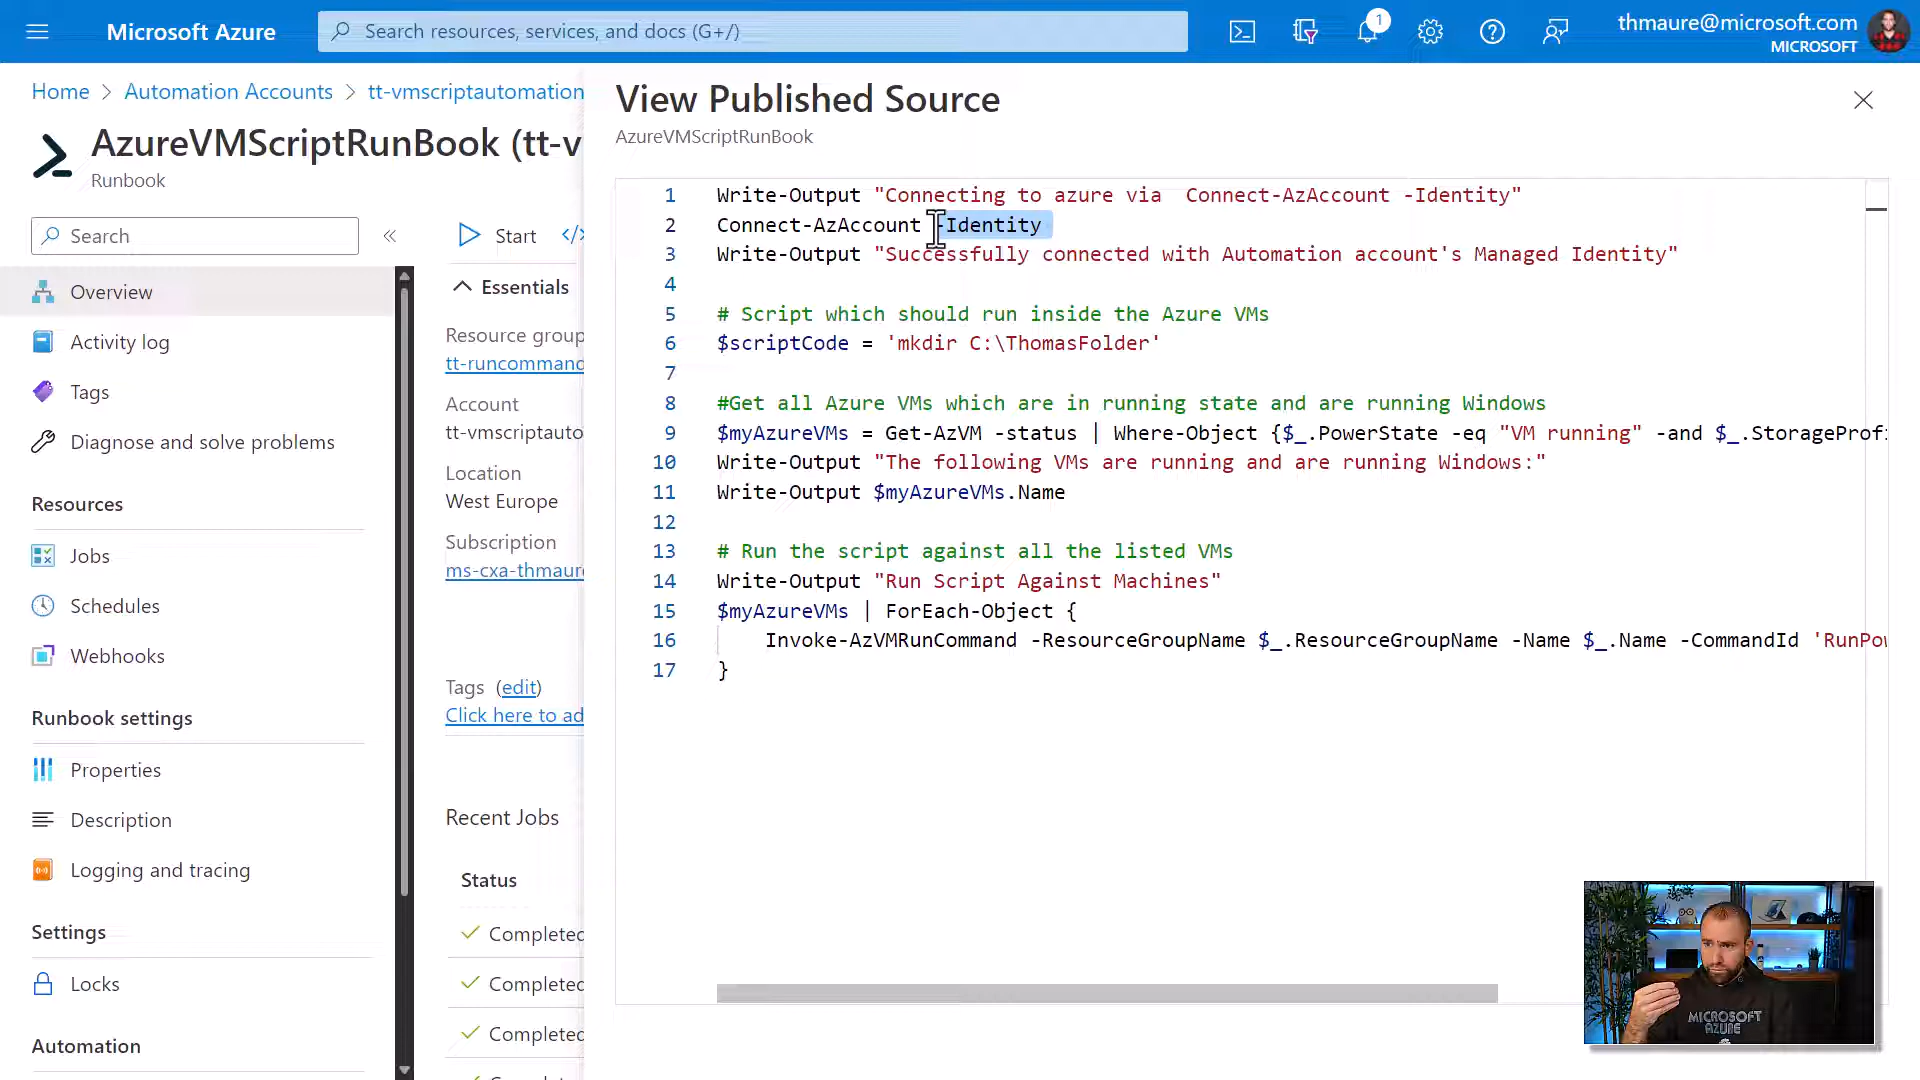 Microsoft Azure
Search resources, services, and docs (G+/)
1
thmaure@microsoft.com
MICROSOFT
Home > Automation Accounts > tt-vmscriptautomation
AzureVMScriptRunBook (tt-v
Runbook
Search
«
Overview
Activity log
Tags
Diagnose and solve problems
Resources
Jobs
Schedules
Webhooks
Runbook settings
Properties
Description
Logging and tracing
Settings
Locks
Automation
Start
Essentials
Resource group
tt-runcommand
Account
tt-vmscriptauto
Location
West Europe
Subscription
ms-cxa-thmaure
Tags (edit)
Click here to ad
Recent Jobs
Status
Completed
Completed
Completed
View Published Source
AzureVMScriptRunBook
1 Write-Output "Connecting to azure via  Connect-AzAccount -Identity"
2 Connect-AzAccount -Identity
3 Write-Output "Successfully connected with Automation account's Managed Identity"
4
5 # Script which should run inside the Azure VMs
6 $scriptCode = 'mkdir C:\ThomasFolder'
7
8 #Get all Azure VMs which are in running state and are running Windows
9 $myAzureVMs = Get-AzVM -status | Where-Object {$_.PowerState -eq "VM running" -and $_.StorageProf
10 Write-Output "The following VMs are running and are running Windows:"
11 Write-Output $myAzureVMs.Name
12
13 # Run the script against all the listed VMs
14 Write-Output "Run Script Against Machines"
15 $myAzureVMs | ForEach-Object {
16     Invoke-AzVMRunCommand -ResourceGroupName $_.ResourceGroupName -Name $_.Name -CommandId 'RunPo
17 }
MICROSOFT
AZURE